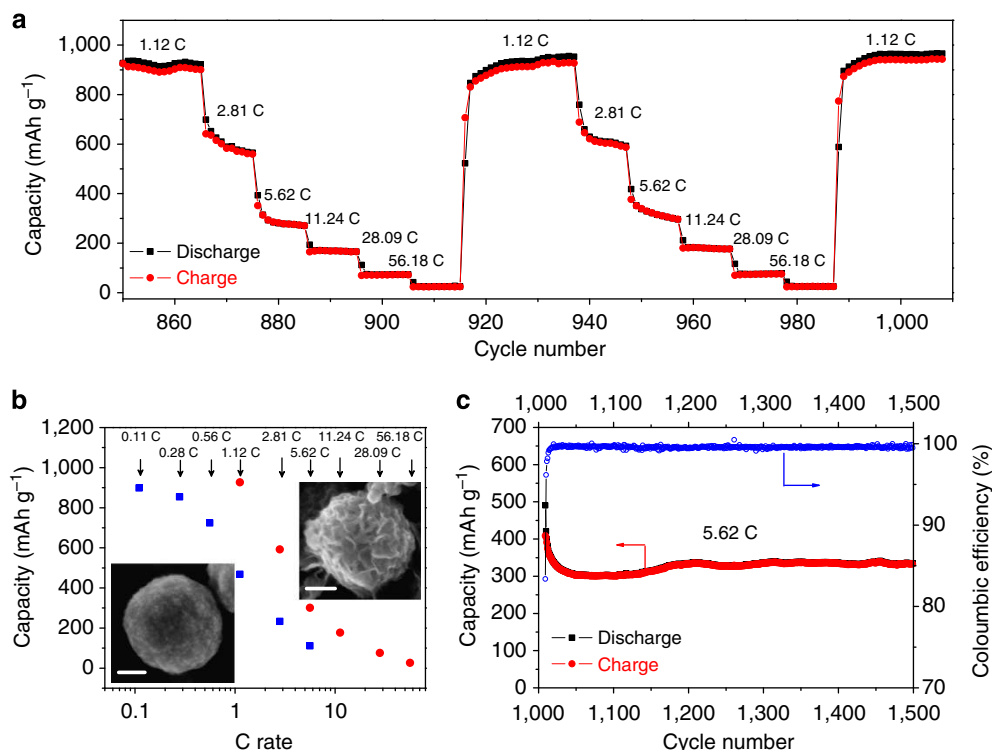 a
1,000
800
600
400
200
0
Capacity (mAh g⁻¹)
1.12 C
2.81 C
5.62 C
11.24 C
28.09 C
56.18 C
1.12 C
2.81 C
5.62 C
11.24 C
28.09 C
56.18 C
1.12 C
Discharge
Charge
860 880 900 920 940 960 980 1,000
Cycle number
b
1,200
1,000
800
600
400
200
0
Capacity (mAh g⁻¹)
0.11 C 0.56 C 2.81 C 11.24 C 56.18 C
0.28 C 1.12 C 5.62 C 28.09 C
0.1 1 10
C rate
c
1,000 1,100 1,200 1,300 1,400 1,500
700
600
500
400
300
200
100
0
Capacity (mAh g⁻¹)
5.62 C
Discharge
Charge
100
90
80
70
Coloumbic efficiency (%)
1,000 1,100 1,200 1,300 1,400 1,500
Cycle number